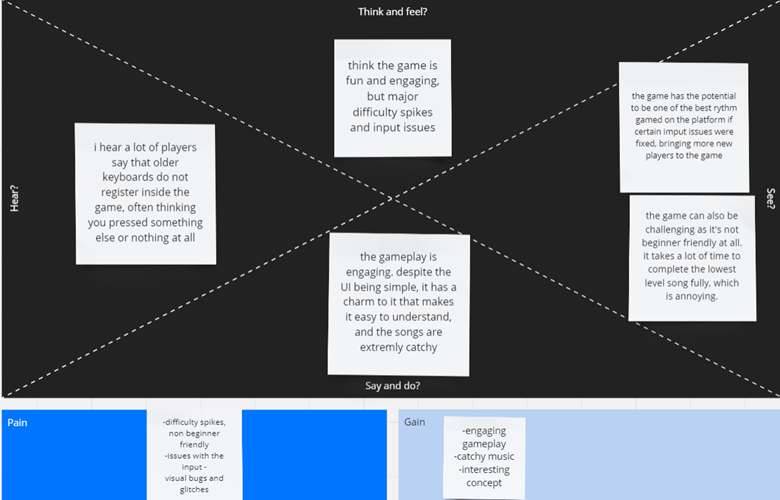 Think and feel?
think the game is
fun and engaging,
but major
difficulty spikes
and input issues
the game has the potential
to be one of the best rythm
gamed on the platform if
certain imput issues were
fixed, bringing more new
players to the game
i hear a lot of players
say that older
keyboards do not
register inside the
game, often thinking
you pressed something
else or nothing at all
Hear?
See?
the game can also be
challenging as it's not
beginner friendly at all.
it takes a lot of time to
complete the lowest
level song fully, which
is annoying.
the gameplay is
engaging. despite the
UI being simple, it has a
charm to it that makes
it easy to understand,
and the songs are
extremly catchy
Say and do?
Pain
-difficulty spikes,
non beginner
friendly
-issues with the
input -
visual bugs and
glitches
Gain
-engaging
gameplay
-catchy music
-interesting
concept